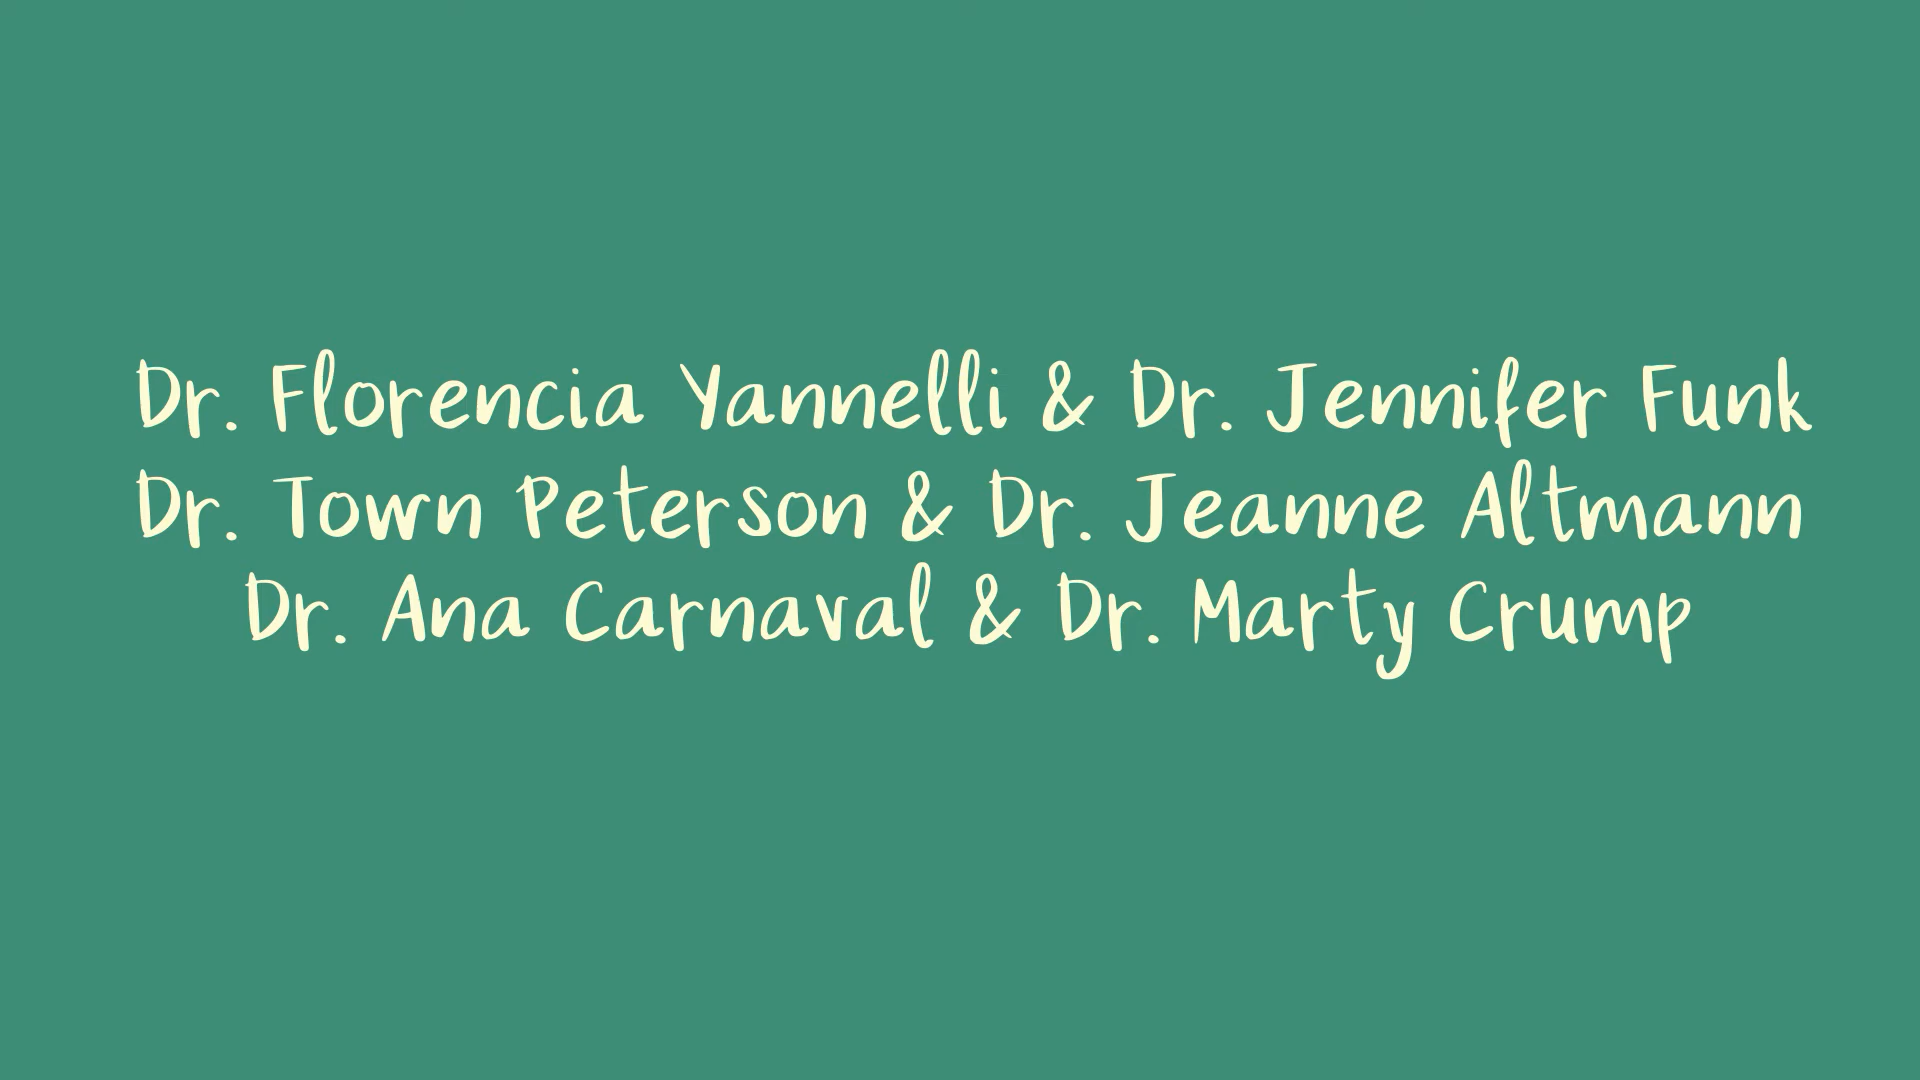 Dr. Florencia Yannelli & Dr. Jennifer Funk
Dr. Town Peterson & Dr. Jeanne Altmann
Dr. Ana Carnaval & Dr. Marty Crump